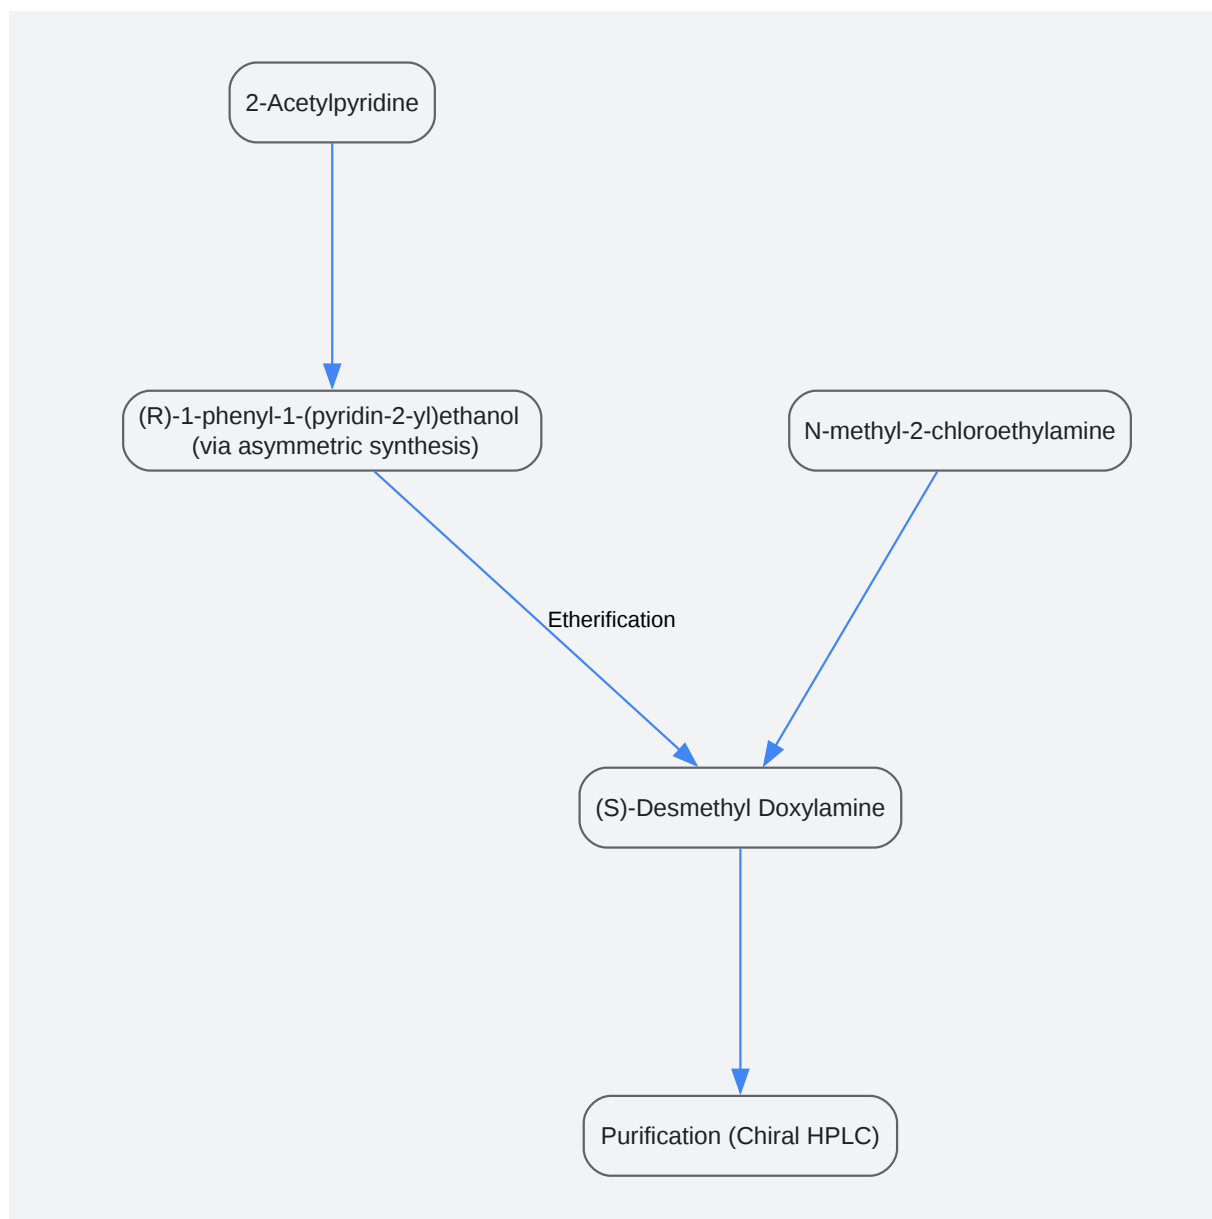 2-Acetylpyridine
(R)-1-phenyl-1-(pyridin-2-yl)ethanol
(via asymmetric synthesis)
N-methyl-2-chloroethylamine
Etherification
(S)-Desmethyl Doxylamine
Purification (Chiral HPLC)